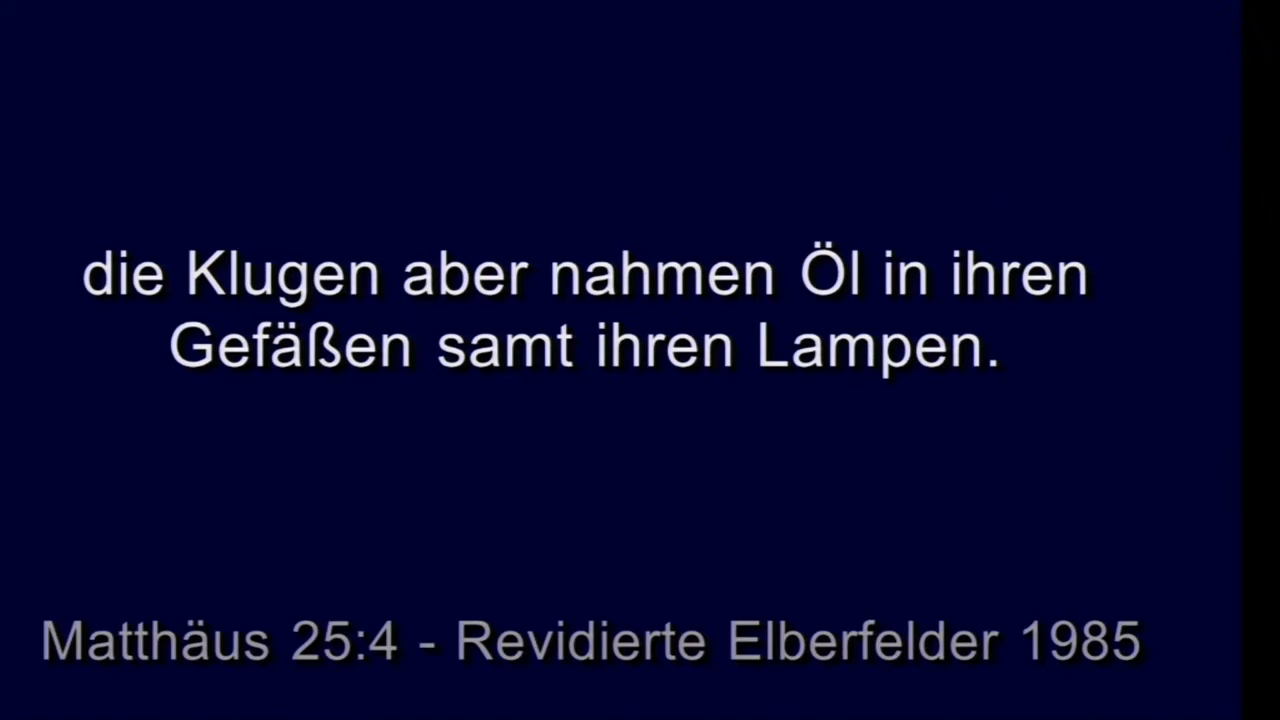 die Klugen aber nahmen Öl in ihren
Gefäßen samt ihren Lampen.
Matthäus 25:4 - Revidierte Elberfelder 1985